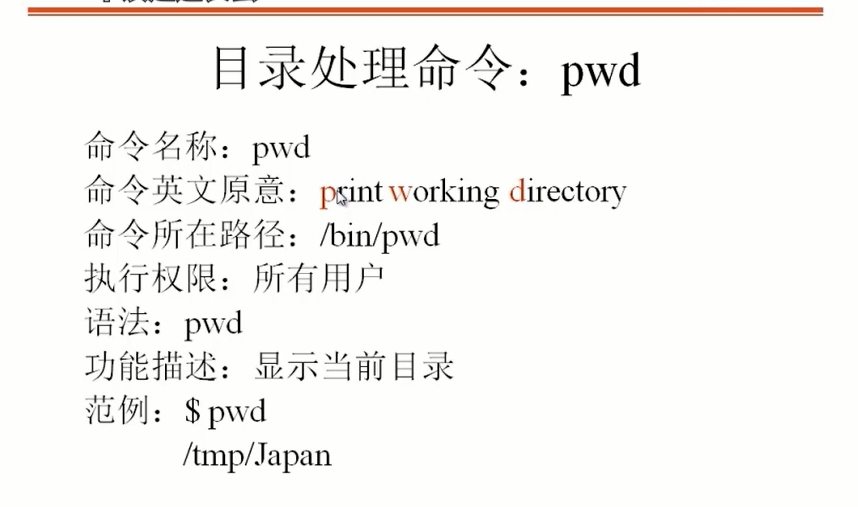 目录处理命令：pwd
命令名称：pwd
命令英文原意：print working directory
命令所在路径：/bin/pwd
执行权限：所有用户
语法：pwd
功能描述：显示当前目录
范例：$ pwd
/tmp/Japan